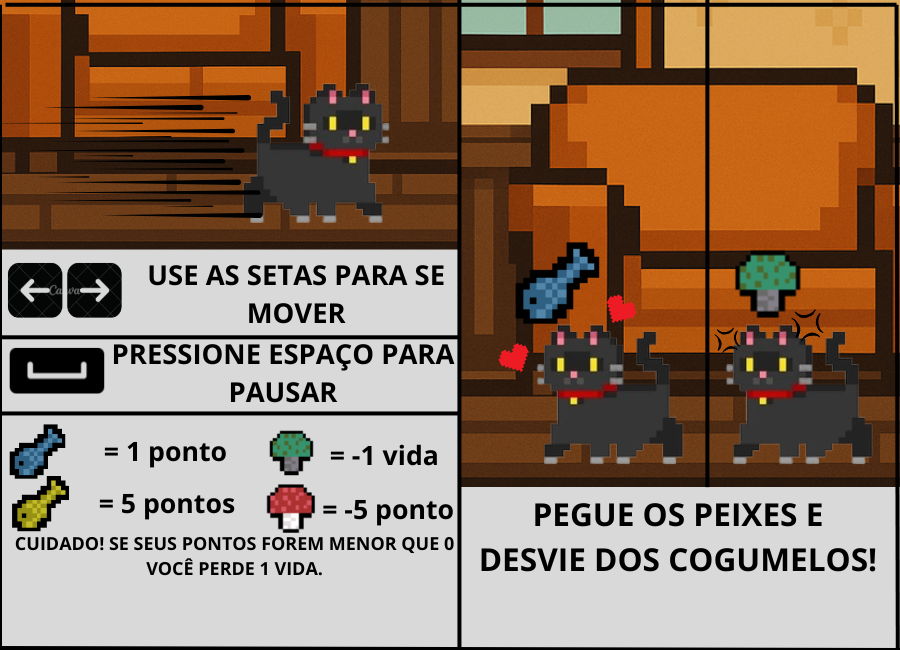 USE AS SETAS PARA SE
MOVER
Canva
PRESSIONE ESPAÇO PARA
PAUSAR
= 1 ponto
= -1 vida
= 5 pontos
= -5 ponto
CUIDADO! SE SEUS PONTOS FOREM MENOR QUE 0
VOCÊ PERDE 1 VIDA.
PEGUE OS PEIXES E
DESVIE DOS COGUMELOS!